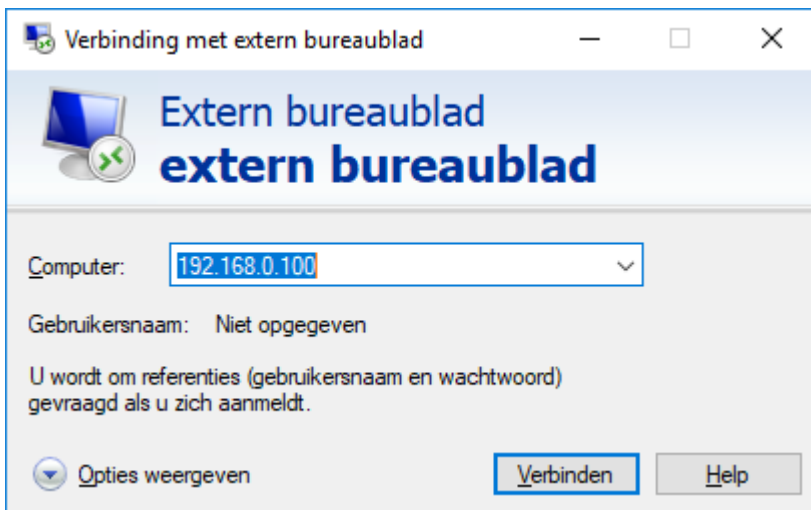 Verbinding met extern bureaublad
Extern bureaublad
extern bureaublad
Computer: 192.168.0.100
Gebruikersnaam: Niet opgegeven
U wordt om referenties (gebruikersnaam en wachtwoord)
gevraagd als u zich aanmeldt.
Opties weergeven Verbinden Help